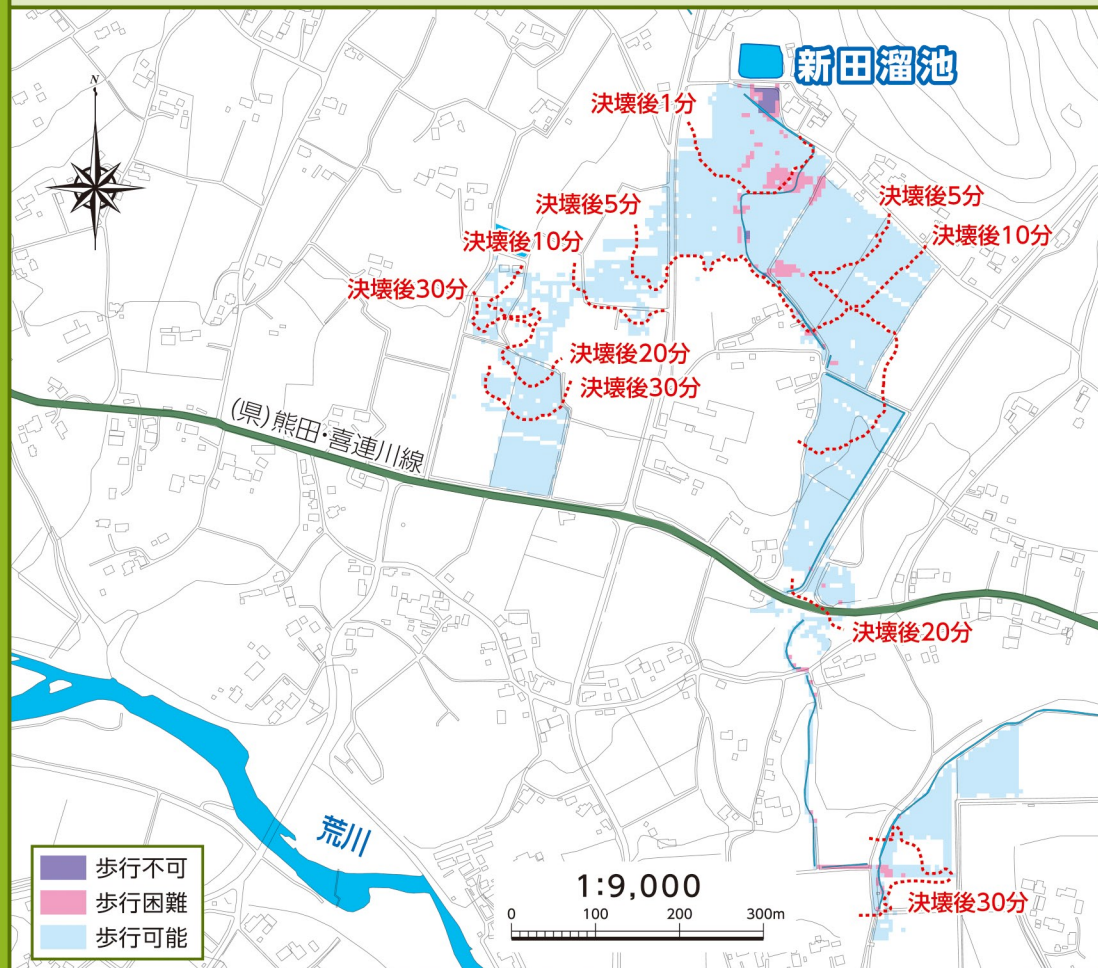 新田溜池
N
決壊後1分
決壊後5分
決壊後5分
決壊後10分
決壊後10分
決壊後30分
決壊後20分
決壊後30分
(県)熊田・喜連川線
決壊後20分
荒川
決壊後30分
歩行不可
歩行困難
歩行可能
1:9,000
0 100 200 300m